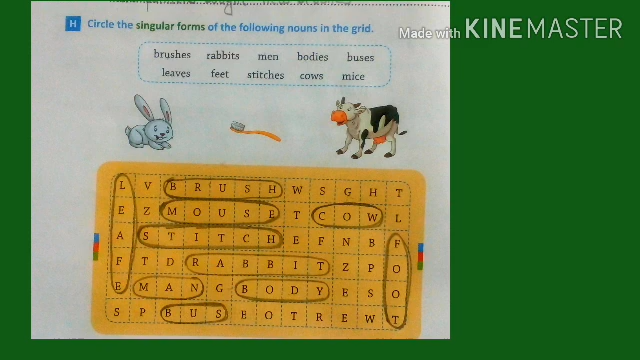 H Circle the singular forms of the following nouns in the grid.
Made with KINEMASTER
brushes rabbits men bodies buses
leaves feet stitches cows mice
L V B R U S H W S G H T
E Z M O U S E T C O W L
A S T I T C H E F N B F
F T D R A B B I T Z P O
E M A N G B O D Y E S O
S P B U S E O T R E W T